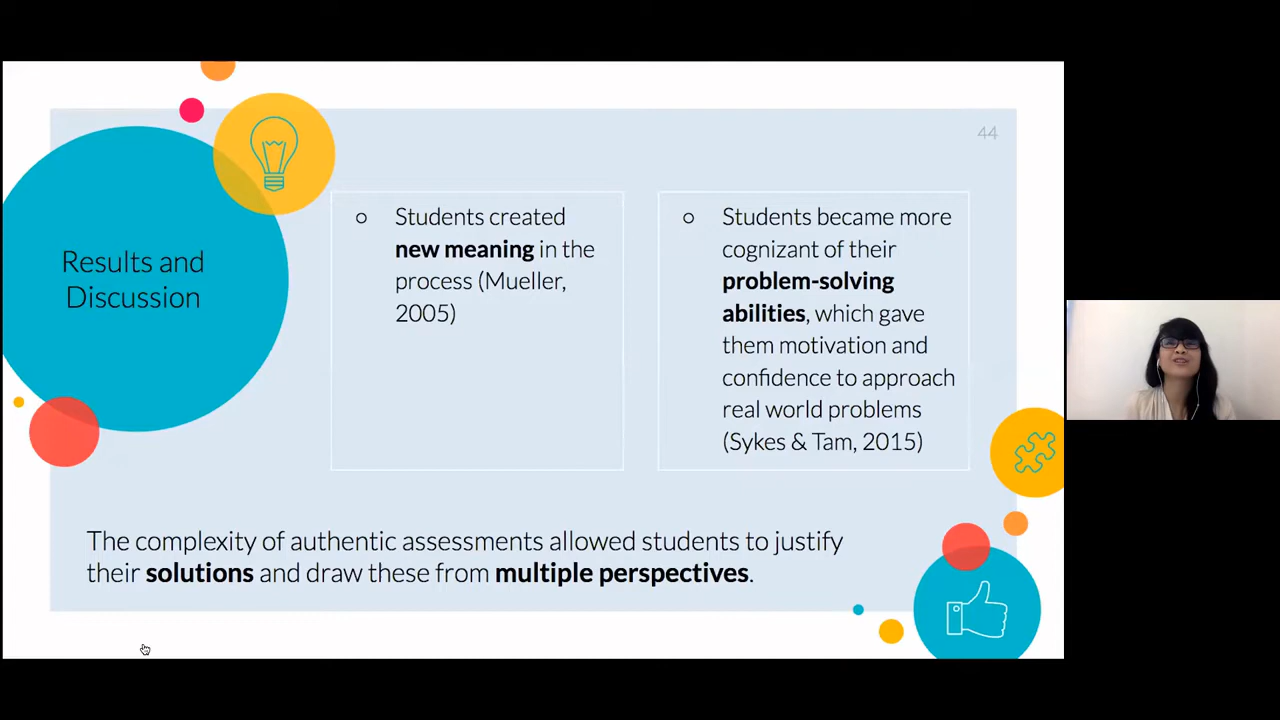 44
Results and
Discussion
Students created
new meaning in the
process (Mueller,
2005)
Students became more
cognizant of their
problem-solving
abilities, which gave
them motivation and
confidence to approach
real world problems
(Sykes & Tam, 2015)
The complexity of authentic assessments allowed students to justify
their solutions and draw these from multiple perspectives.